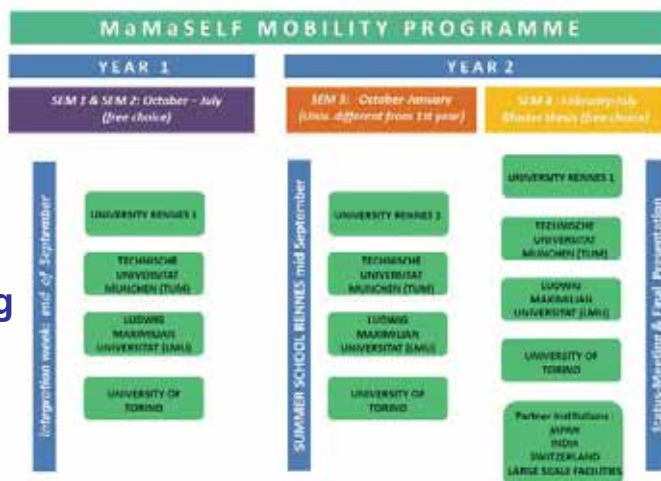 MaMaSELF MOBILITY PROGRAMME
YEAR 1
YEAR 2
SEM 1 & SEM 2: October – July
(free choice)
SEM 3: October January
(Univ. different from 1st year)
SEM 4: February-July
Master thesis (free choice)
Integration week: end of September
UNIVERSITY RENNES 1
TECHNISCHE
UNIVERSITAT
MUNCHEN (TUM)
LUDWIG
MAXIMILIAN
UNIVERSITAT (LMU)
UNIVERSITY OF
TORINO
SUMMER SCHOOL RENNES mid September
UNIVERSITY RENNES 1
TECHNISCHE
UNIVERSITAT
MUNCHEN (TUM)
LUDWIG
MAXIMILIAN
UNIVERSITAT (LMU)
UNIVERSITY OF
TORINO
UNIVERSITY RENNES 1
TECHNISCHE
UNIVERSITAT
MUNCHEN (TUM)
LUDWIG
MAXIMILIAN
UNIVERSITAT (LMU)
UNIVERSITY OF
TORINO
Partner Institutions
JAPAN
INDIA
SWITZERLAND
LARGE SCALE FACILITIES
Status-Meeting & Final Presentation
g